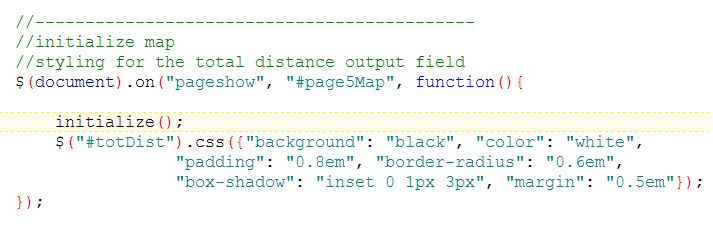 //--------------------------------------------
//initialize map
//styling for the total distance output field
$(document).on("pageshow", "#page5Map", function(){
initialize();
$("#totDist").css({"background": "black", "color": "white",
"padding": "0.8em", "border-radius": "0.6em",
"box-shadow": "inset 0 1px 3px", "margin": "0.5em"});
});